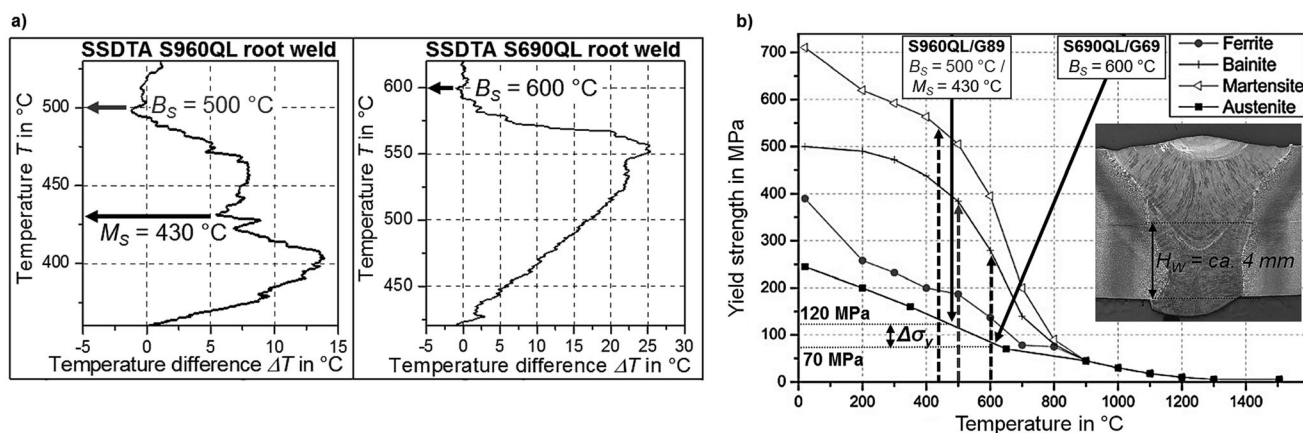 a)
SSDTA S960QL root weld
Temperature T in °C
500
450
400
B_S = 500 °C
M_S = 430 °C
-5 0 5 10 15
Temperature difference ΔT in °C
SSDTA S690QL root weld
Temperature T in °C
600
550
500
450
B_S = 600 °C
-5 0 5 10 15 20 25 30
Temperature difference ΔT in °C
b)
Yield strength in MPa
700
600
500
400
300
200
100
0
S960QL/G89
B_S = 500 °C /
M_S = 430 °C
S690QL/G69
B_S = 600 °C
Ferrite
Bainite
Martensite
Austenite
H_W = ca. 4 mm
120 MPa
Δσ_y
70 MPa
0 200 400 600 800 1000 1200 1400
Temperature in °C